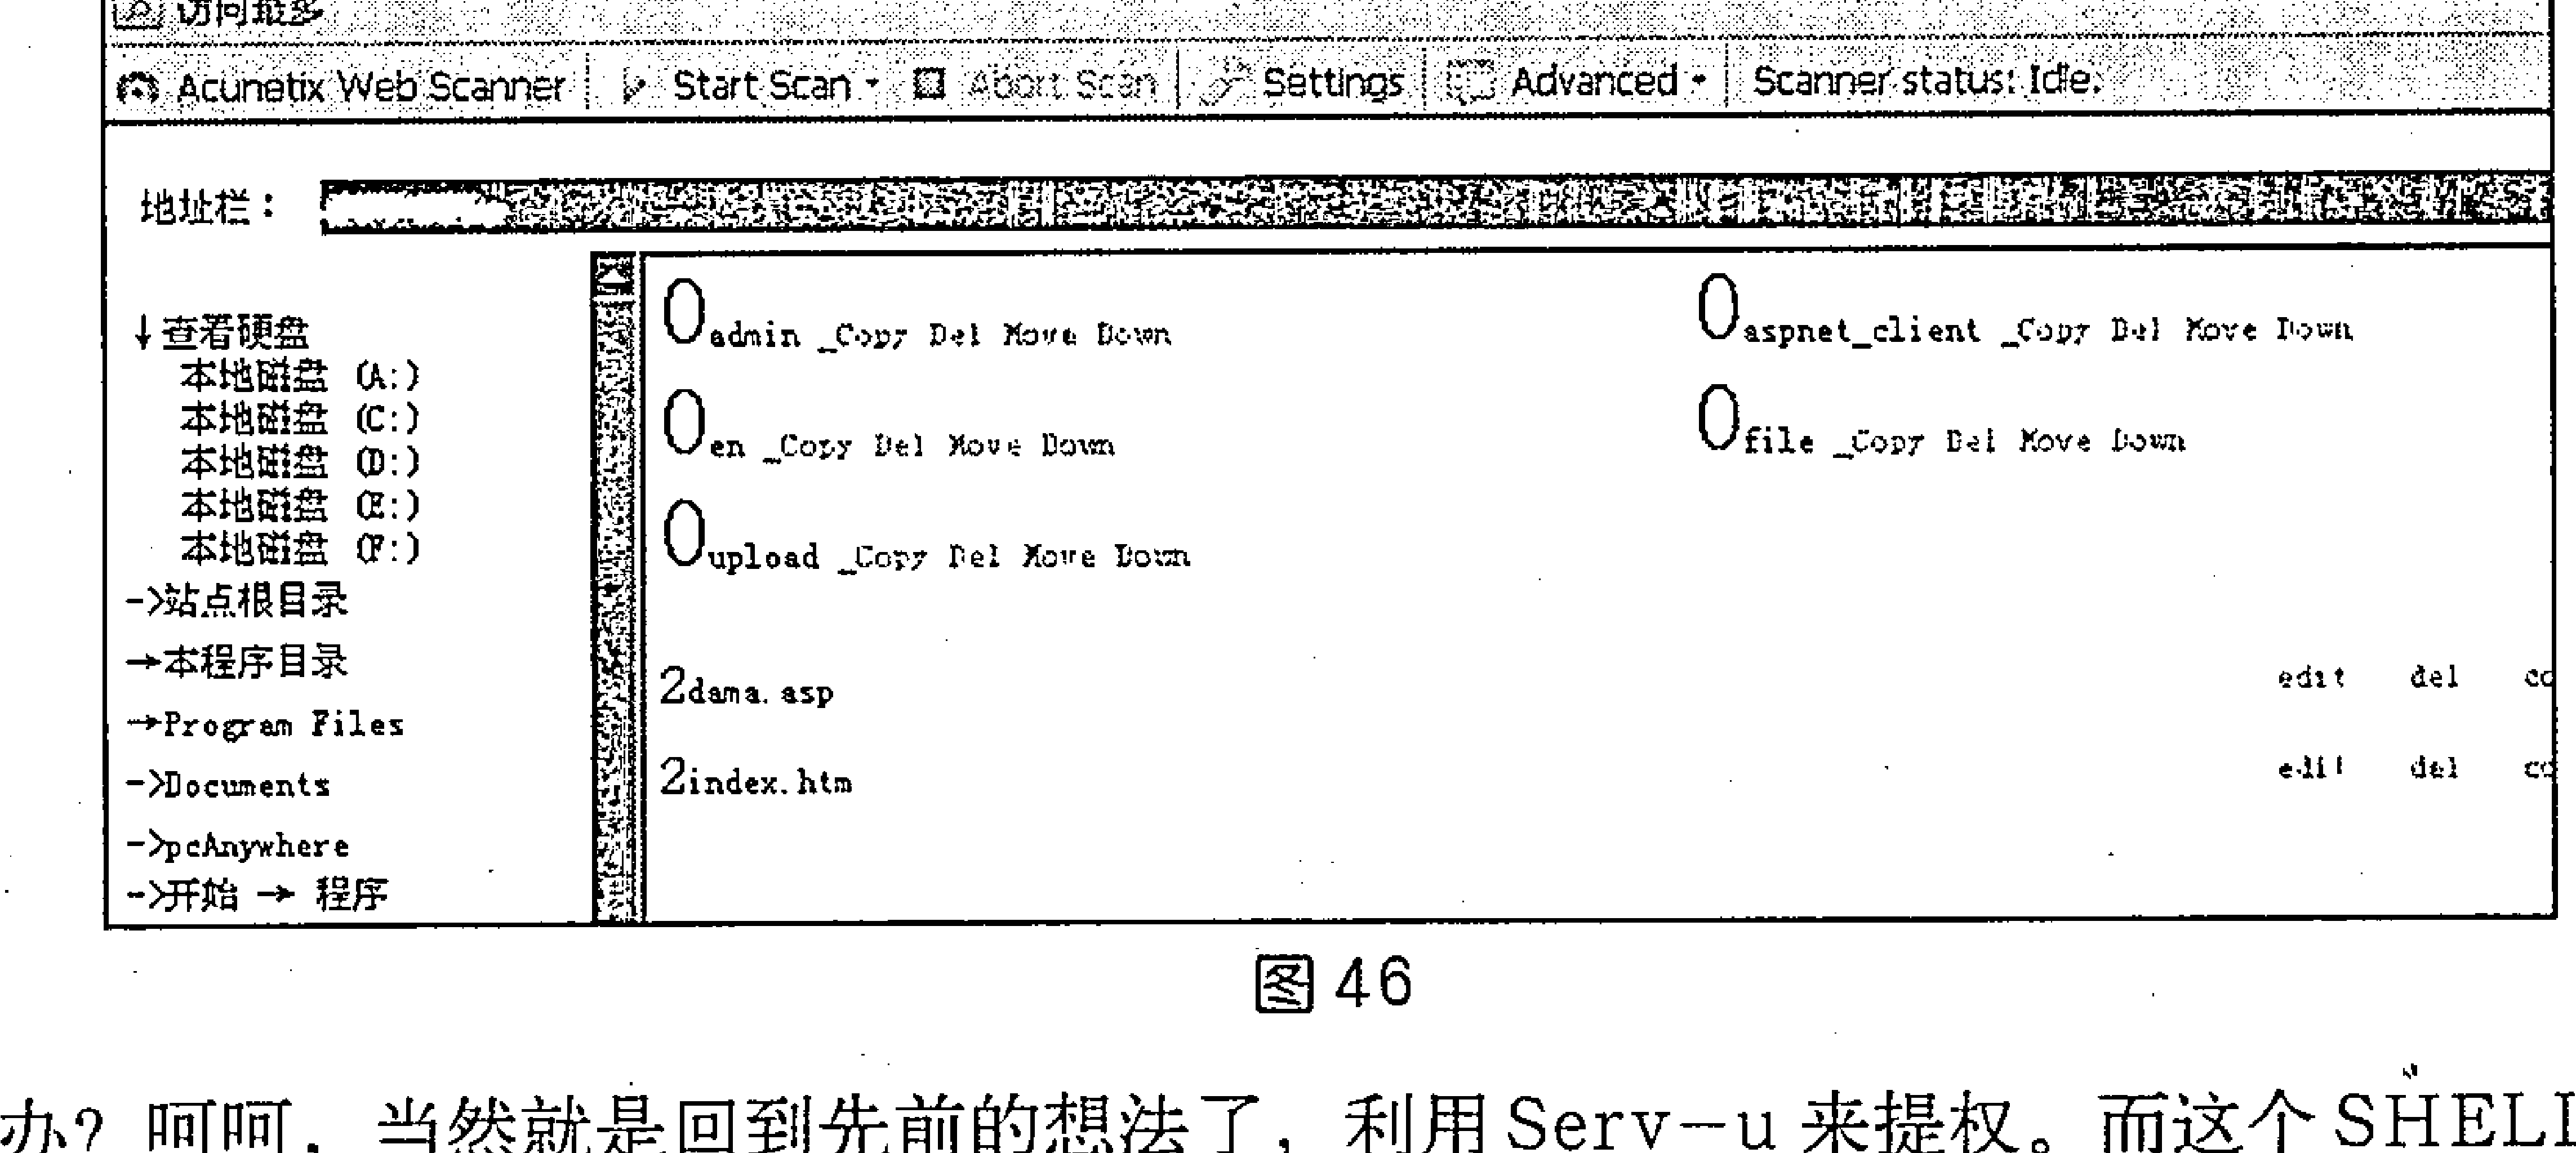 访问最多
Acunetix Web Scanner Start Scan Abort Scan Settings Advanced Scanner status: Idle.
地址栏：
↓查看硬盘
本地磁盘 (A:)
本地磁盘 (C:)
本地磁盘 (D:)
本地磁盘 (E:)
本地磁盘 (F:)
->站点根目录
→本程序目录
→Program Files
->Documents
->pcAnywhere
->开始 → 程序
0admin _Copy Del Move Down
0aspnet_client _Copy Del Move Down
0en _Copy Del Move Down
0file _Copy Del Move Down
0upload _Copy Del Move Down
2dama.asp edit del co
2index.htm edit del co
图 46
办？呵呵，当然就是回到先前的想法了，利用Serv-u来提权。而这个SHELL